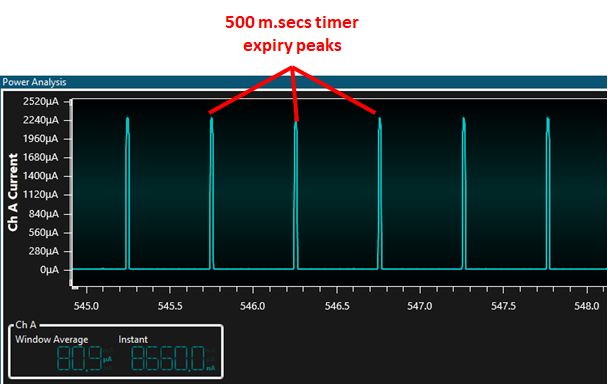 500 m.secs timer
expiry peaks
Power Analysis
Ch A Current
2520µA
2240µA
1960µA
1680µA
1400µA
1120µA
840µA
560µA
280µA
0µA
545.0 545.5 546.0 546.5 547.0 547.5 548.0
Ch A
Window Average Instant
80.9 µA 8660.0 nA